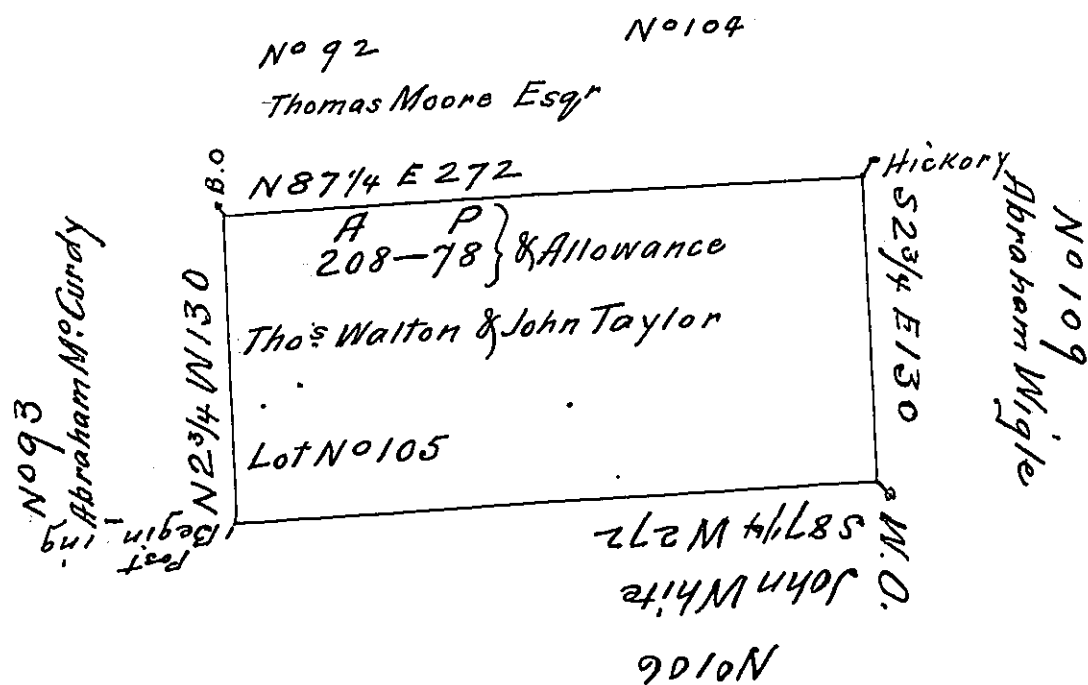 No 92 No 104
Thomas Moore Esqr
B.O
N 87 1/4 E 272
Hickory
A P
208—78 } & Allowance
Thos. Walton & John Taylor
Lot No 105
N 2 3/4 W 130
Abraham McCurdy
No 93
S 2 3/4 E 130
Abraham Wigle
No 109
Post
Begin
ing
W.O.
S 87 1/4 W 272
John White
No 106